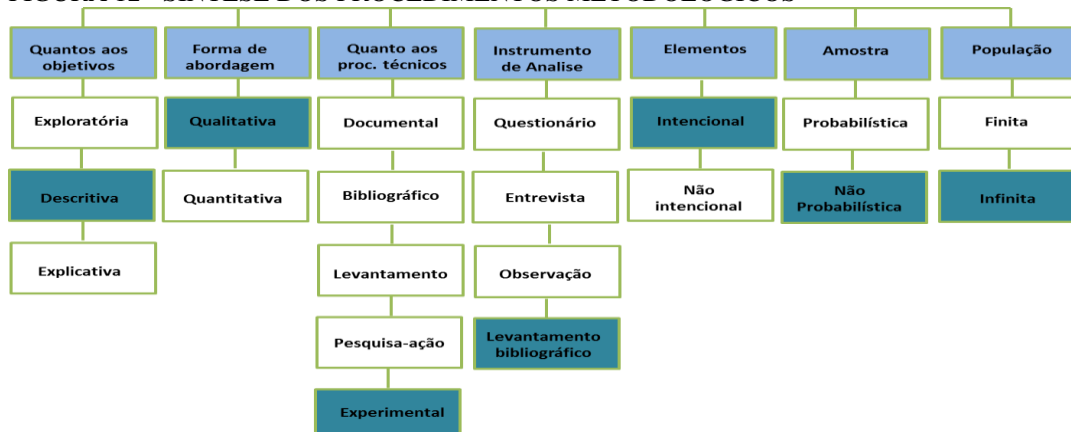 Quantos aos
objetivos
Forma de
abordagem
Quanto aos
proc. técnicos
Instrumento
de Analise
Elementos
Amostra
População
Exploratória
Qualitativa
Documental
Questionário
Intencional
Probabilística
Finita
Descritiva
Quantitativa
Bibliográfico
Entrevista
Não
intencional
Não
Probabilística
Infinita
Explicativa
Levantamento
Observação
Pesquisa-ação
Levantamento
bibliográfico
Experimental